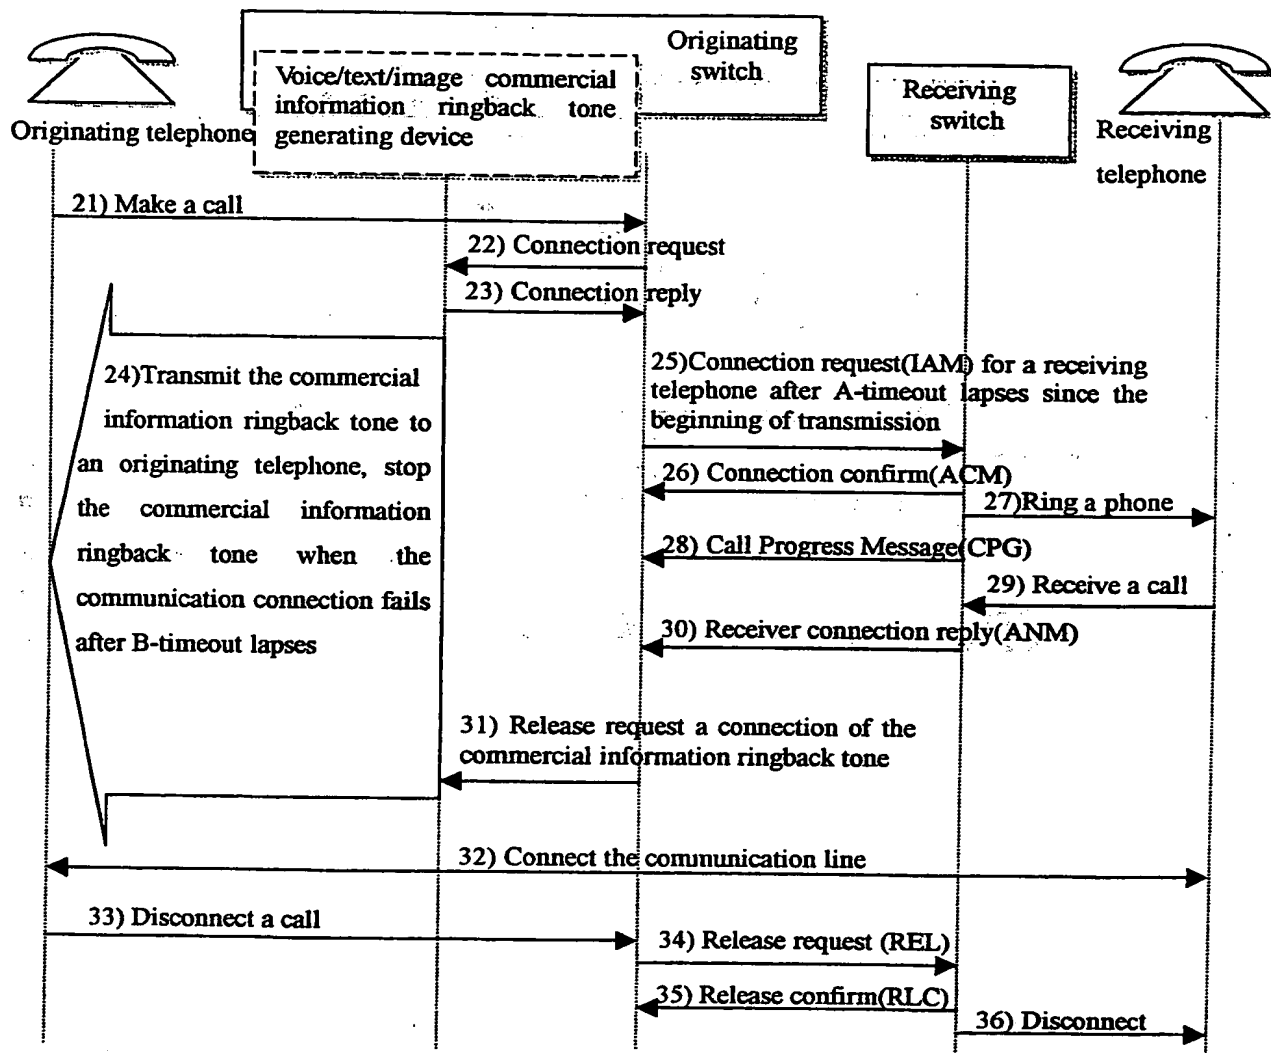 Originating
switch
Voice/text/image commercial
information ringback tone
generating device
Receiving
switch
Originating telephone
Receiving
telephone
21) Make a call
22) Connection request
23) Connection reply
24)Transmit the commercial
information ringback tone to
an originating telephone, stop
the commercial information
ringback tone when the
communication connection fails
after B-timeout lapses
25)Connection request(IAM) for a receiving
telephone after A-timeout lapses since the
beginning of transmission
26) Connection confirm(ACM)
27)Ring a phone
28) Call Progress Message(CPG)
29) Receive a call
30) Receiver connection reply(ANM)
31) Release request a connection of the
commercial information ringback tone
32) Connect the communication line
33) Disconnect a call
34) Release request (REL)
35) Release confirm(RLC)
36) Disconnect